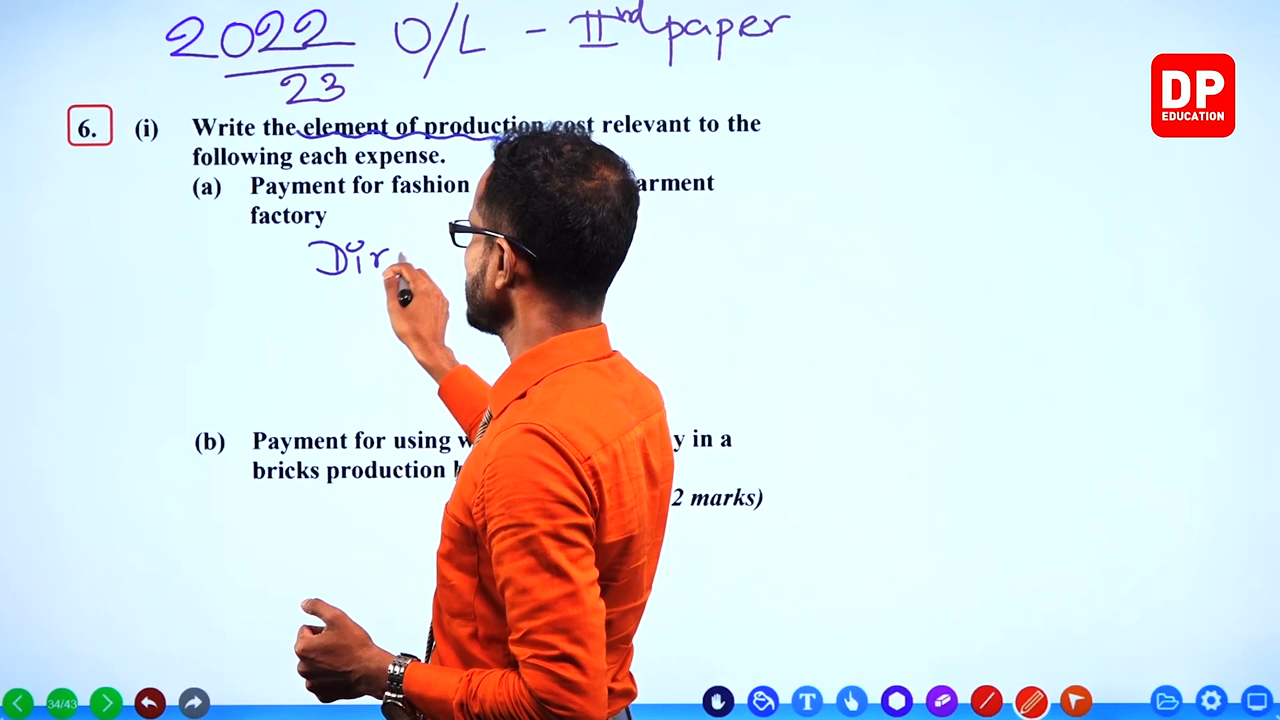 2022 O/L - IInd paper
23
DP
EDUCATION
6. (i) Write the element of production cost relevant to the
following each expense.
(a) Payment for fashion arment
factory
Dir
(b) Payment for using y in a
bricks production
2 marks)
34/43
T